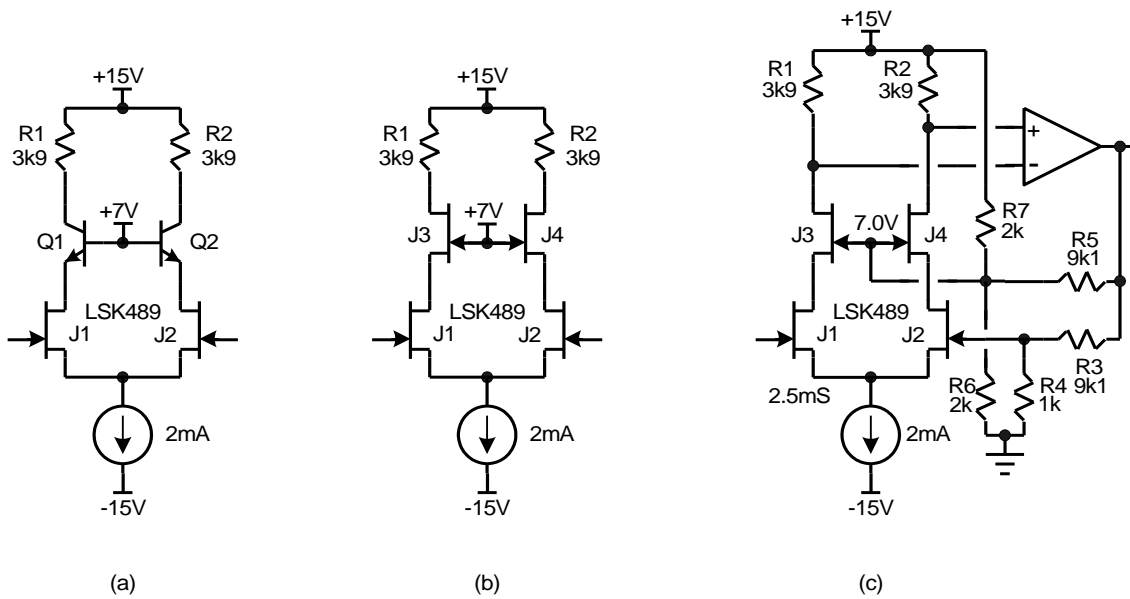 +15V
R1
3k9
R2
3k9
+7V
Q1
Q2
LSK489
J1
J2
2mA
-15V
(a)
+15V
R1
3k9
R2
3k9
+7V
J3
J4
LSK489
J1
J2
2mA
-15V
(b)
+15V
R1
3k9
R2
3k9
+
-
R7
2k
7.0V
J3
J4
R5
9k1
LSK489
J1
J2
R3
9k1
2.5mS
R6
2k
R4
1k
2mA
-15V
(c)